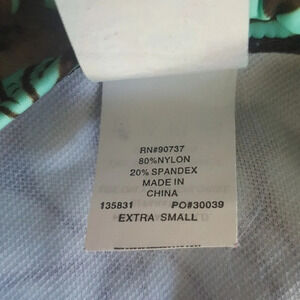 RN#90737
80%NYLON
20% SPANDEX
MADE IN
CHINA
135831 PO#30039
EXTRA SMALL